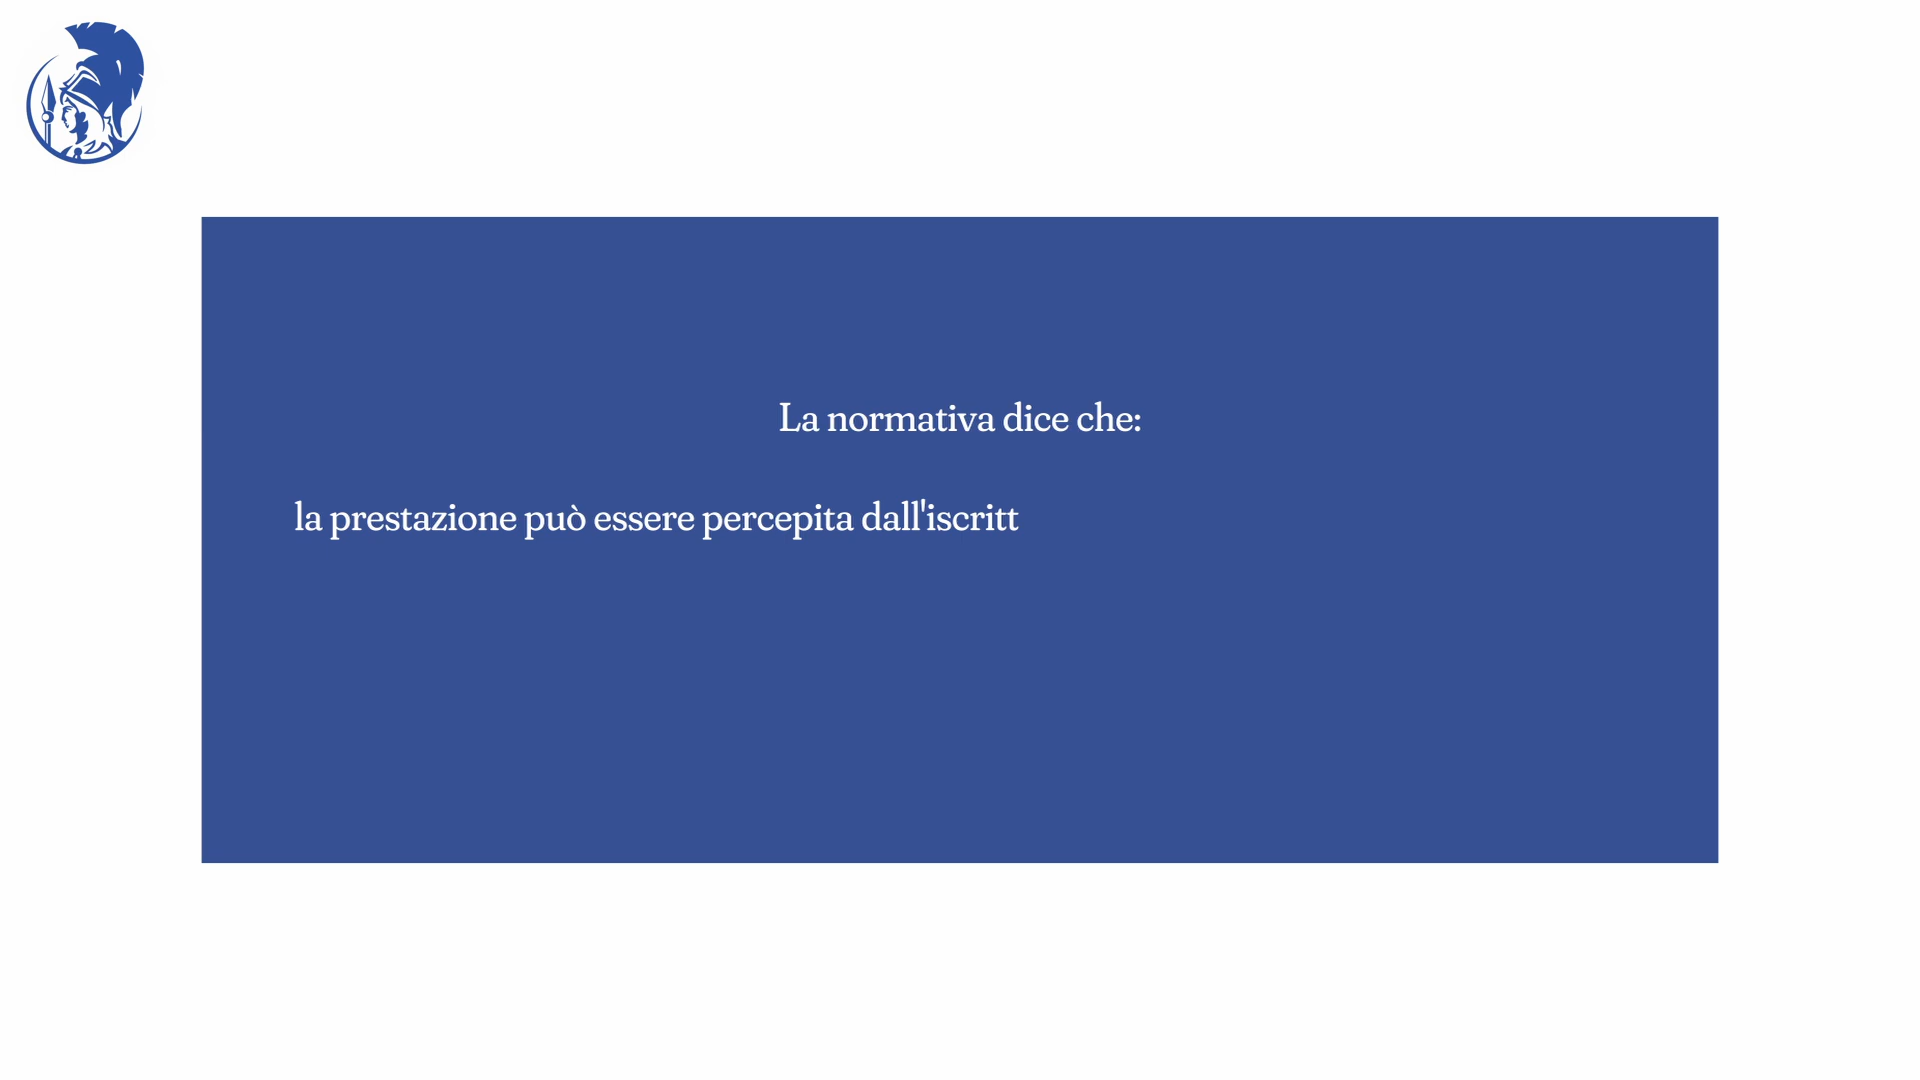 La normativa dice che:
la prestazione può essere percepita dall'iscritt